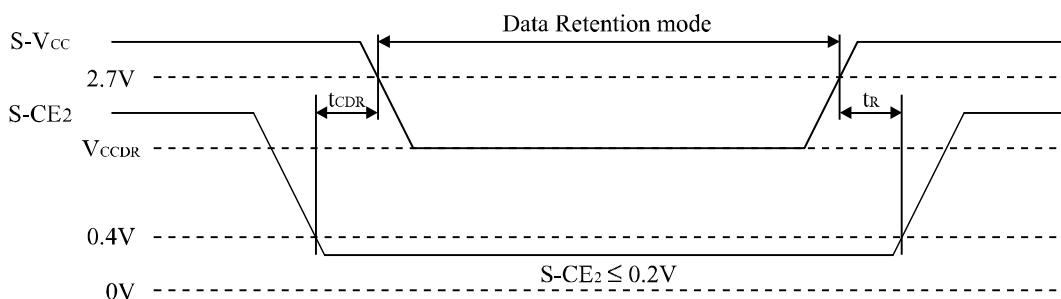 Data Retention mode
S-VCC
2.7V
tCDR
tR
S-CE2
VCCDR
0.4V
S-CE2 ≤ 0.2V
0V